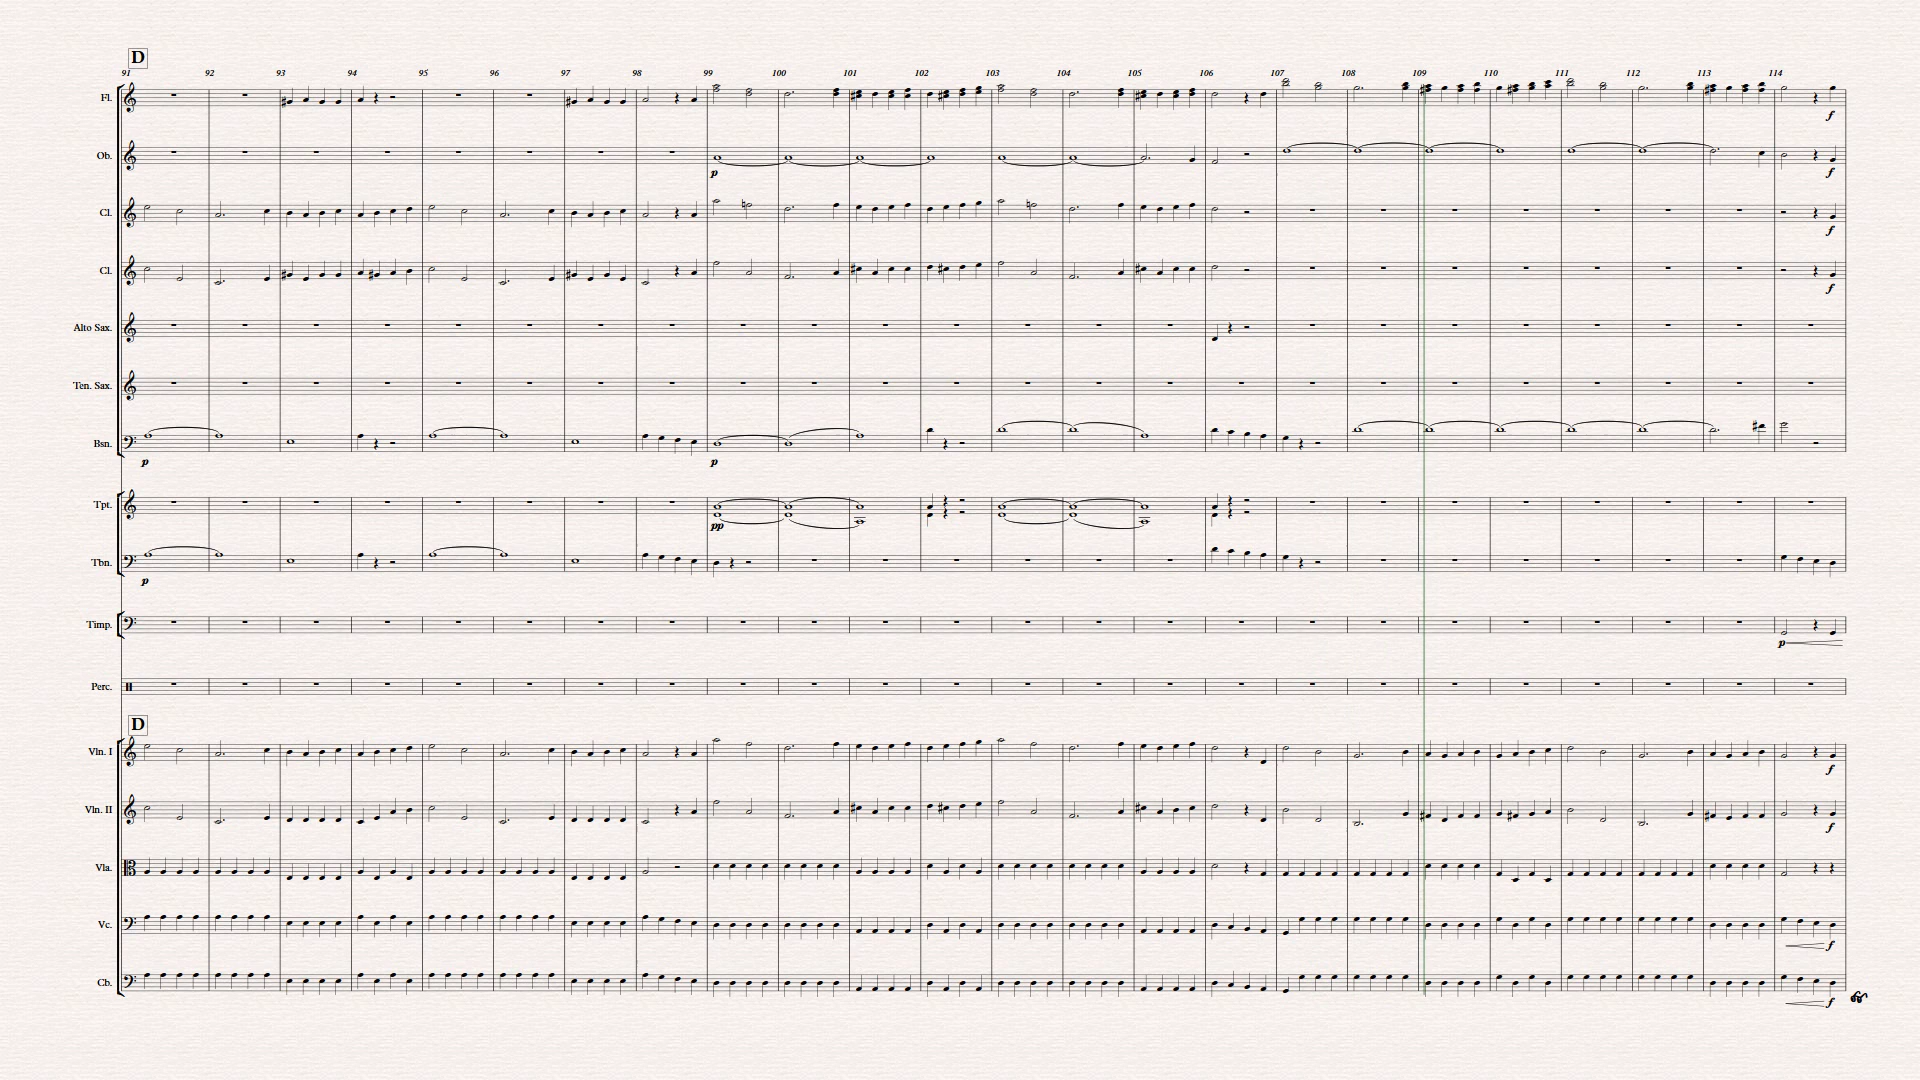 D
91 92 93 94 95 96 97 98 99 100 101 102 103 104 105 106 107 108 109 110 111 112 113 114
Fl.
f
Ob.
p f
Cl.
f
Cl.
f
Alto Sax.
Ten. Sax.
Bsn.
p p
Tpt.
pp
Tbn.
p
Timp.
p
Perc.
D
Vln. I
f
Vln. II
f
Vla.
Vc.
f
Cb.
f